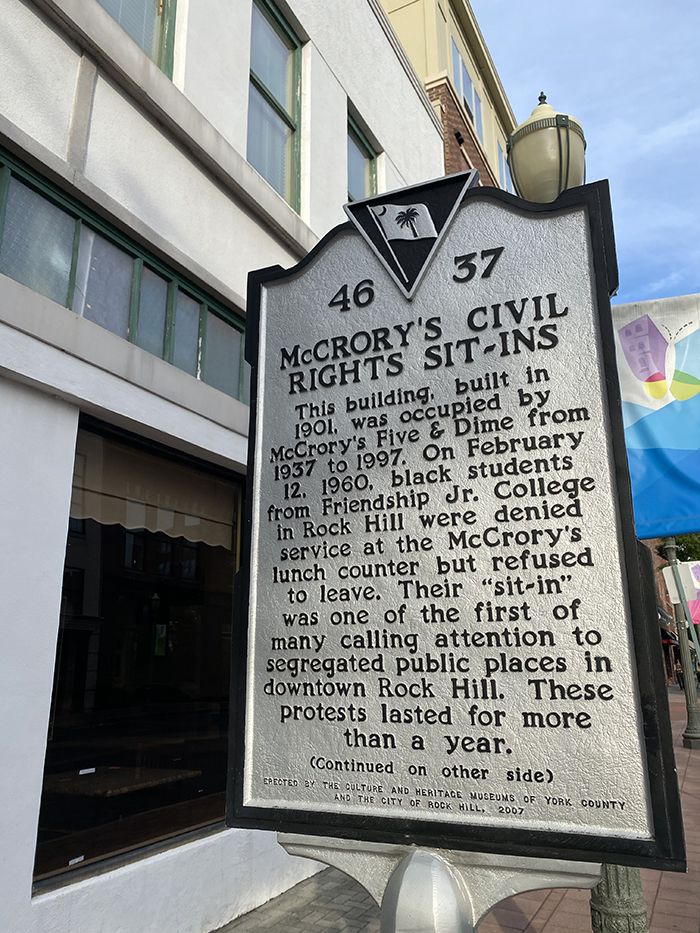 46 37
McCRORY'S CIVIL
RIGHTS SIT-INS
This building, built in
1901, was occupied by
McCrory's Five & Dime from
1937 to 1997. On February
12, 1960, black students
from Friendship Jr. College
in Rock Hill were denied
service at the McCrory's
lunch counter but refused
to leave. Their "sit-in"
was one of the first of
many calling attention to
segregated public places in
downtown Rock Hill. These
protests lasted for more
than a year.
(Continued on other side)
ERECTED BY THE CULTURE AND HERITAGE MUSEUMS OF YORK COUNTY
AND THE CITY OF ROCK HILL, 2007